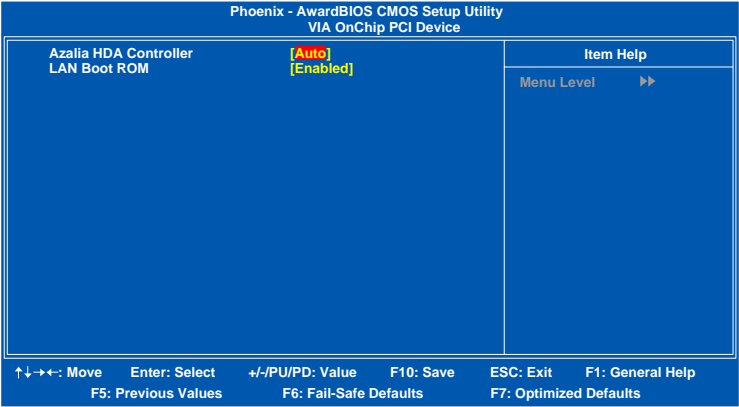 Phoenix - AwardBIOS CMOS Setup Utility
VIA OnChip PCI Device
Azalia HDA Controller [Auto]
LAN Boot ROM [Enabled]
Item Help
Menu Level ▶▶
↑↓→←: Move Enter: Select +/-/PU/PD: Value F10: Save ESC: Exit F1: General Help
F5: Previous Values F6: Fail-Safe Defaults F7: Optimized Defaults